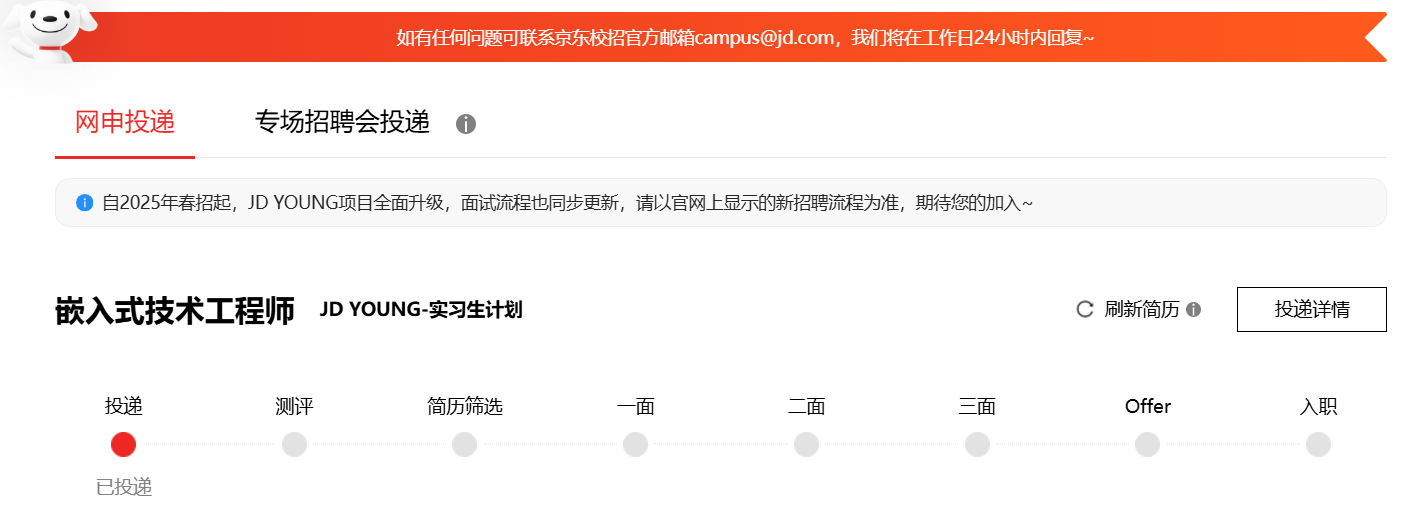 如有任何问题可联系京东校招官方邮箱campus@jd.com，我们将在工作日24小时内回复~
网申投递 专场招聘会投递
自2025年春招起，JD YOUNG项目全面升级，面试流程也同步更新，请以官网上显示的新招聘流程为准，期待您的加入~
嵌入式技术工程师 JD YOUNG-实习生计划 刷新简历 投递详情
投递 测评 简历筛选 一面 二面 三面 Offer 入职
已投递